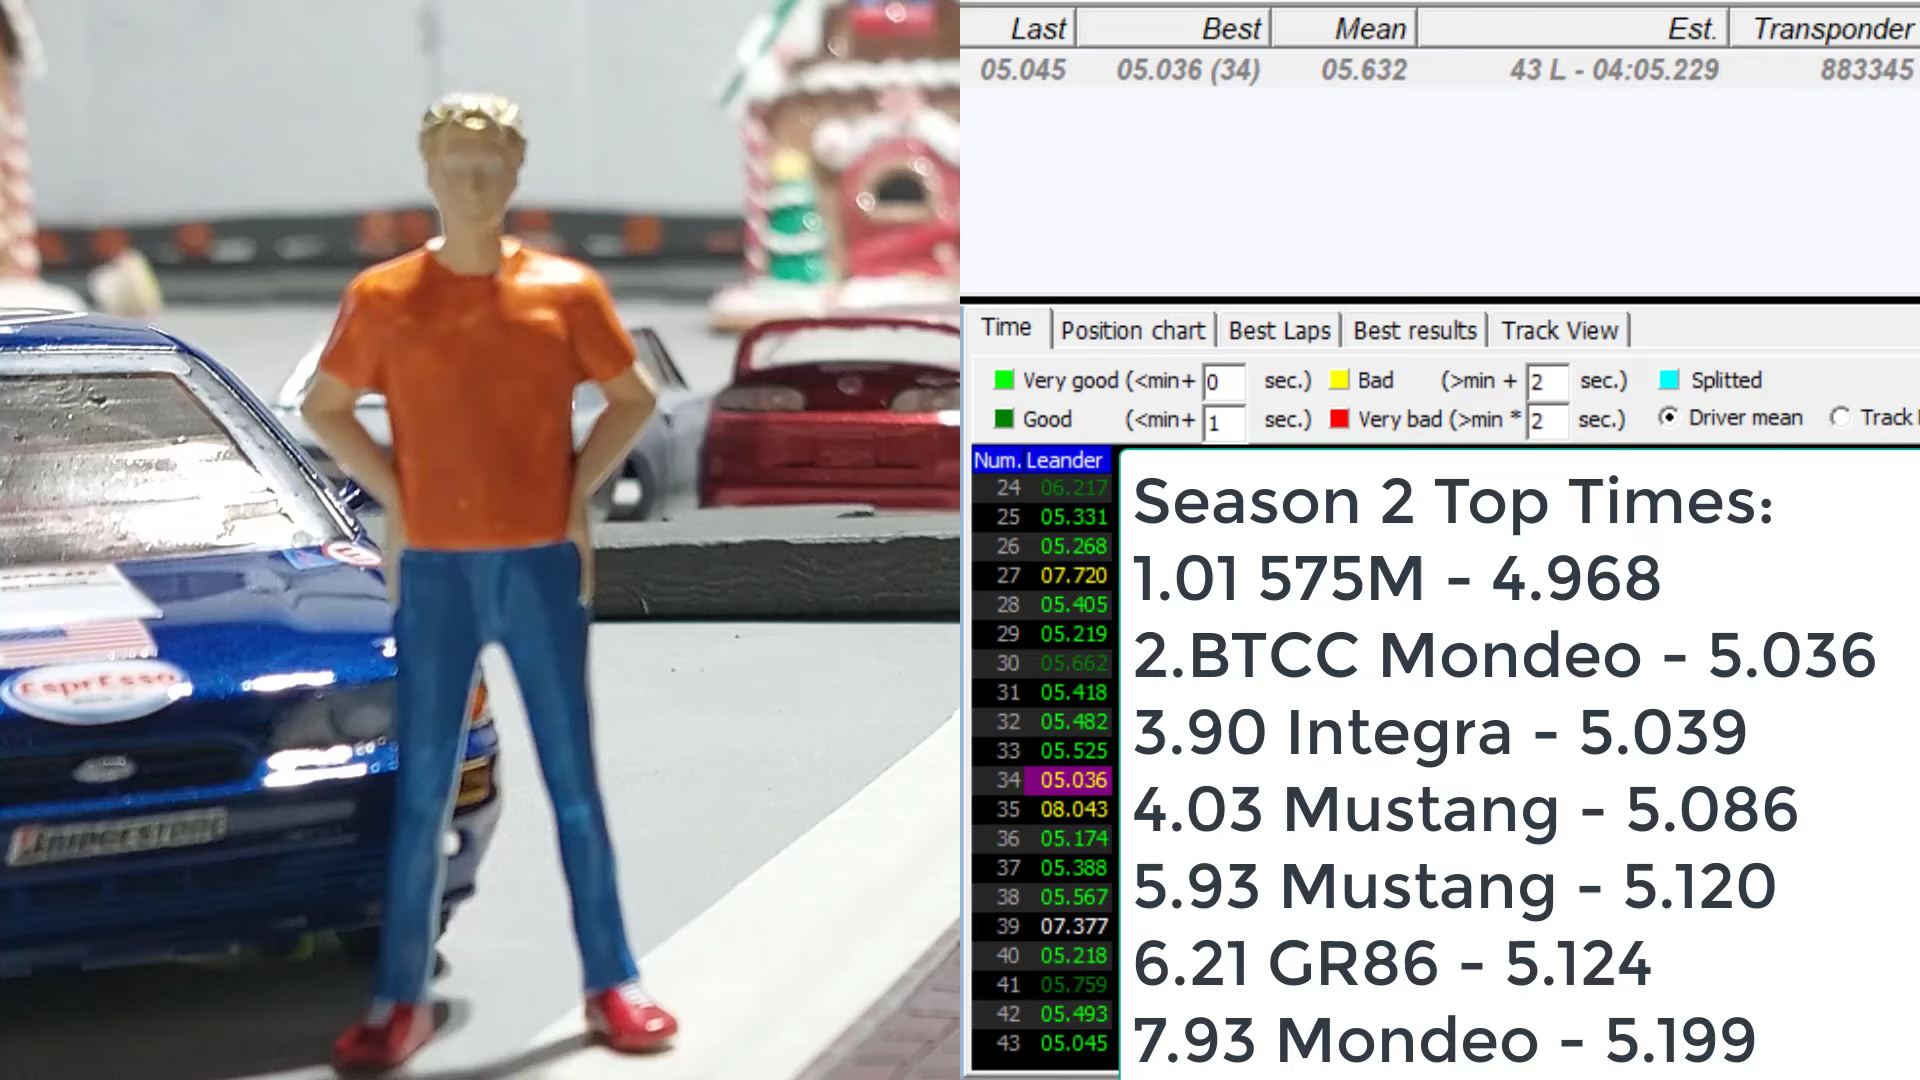 Last Best Mean Est. Transponder
05.045 05.036 (34) 05.632 43 L - 04:05.229 883345
Time Position chart Best Laps Best results Track View
Very good (<min+ 0 sec.) Bad (>min + 2 sec.) Splitted
Good (<min+ 1 sec.) Very bad (>min * 2 sec.) Driver mean Track
Num. Leander
24 06.217
25 05.331
26 05.268
27 07.720
28 05.405
29 05.219
30 05.662
31 05.418
32 05.482
33 05.525
34 05.036
35 08.043
36 05.174
37 05.388
38 05.567
39 07.377
40 05.218
41 05.759
42 05.493
43 05.045
Season 2 Top Times:
1.01 575M - 4.968
2.BTCC Mondeo - 5.036
3.90 Integra - 5.039
4.03 Mustang - 5.086
5.93 Mustang - 5.120
6.21 GR86 - 5.124
7.93 Mondeo - 5.199
EsprEsso
BRIDGESTONE